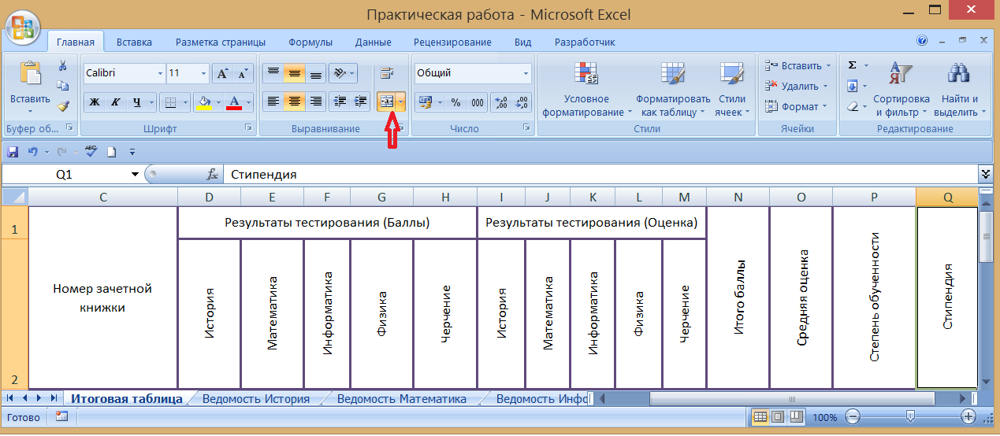 Практическая работа - Microsoft Excel
Главная Вставка Разметка страницы Формулы Данные Рецензирование Вид Разработчик
Вставить
Буфер об...
Calibri 11
Ж К Ч А
Шрифт
Выравнивание
Общий
% 000
Число
Условное форматирование
Форматировать как таблицу
Стили ячеек
Стили
Вставить
Удалить
Формат
Ячейки
Σ
Сортировка и фильтр
Найти и выделить
Редактирование
Q1 fx Стипендия
C D E F G H I J K L M N O P Q
1
2
Номер зачетной
книжки
Результаты тестирования (Баллы)
История
Математика
Информатика
Физика
Черчение
Результаты тестирования (Оценка)
История
Математика
Информатика
Физика
Черчение
Итого баллы
Средняя оценка
Степень обученности
Стипендия
Итоговая таблица Ведомость История Ведомость Математика Ведомость Инфо
Готово 100%